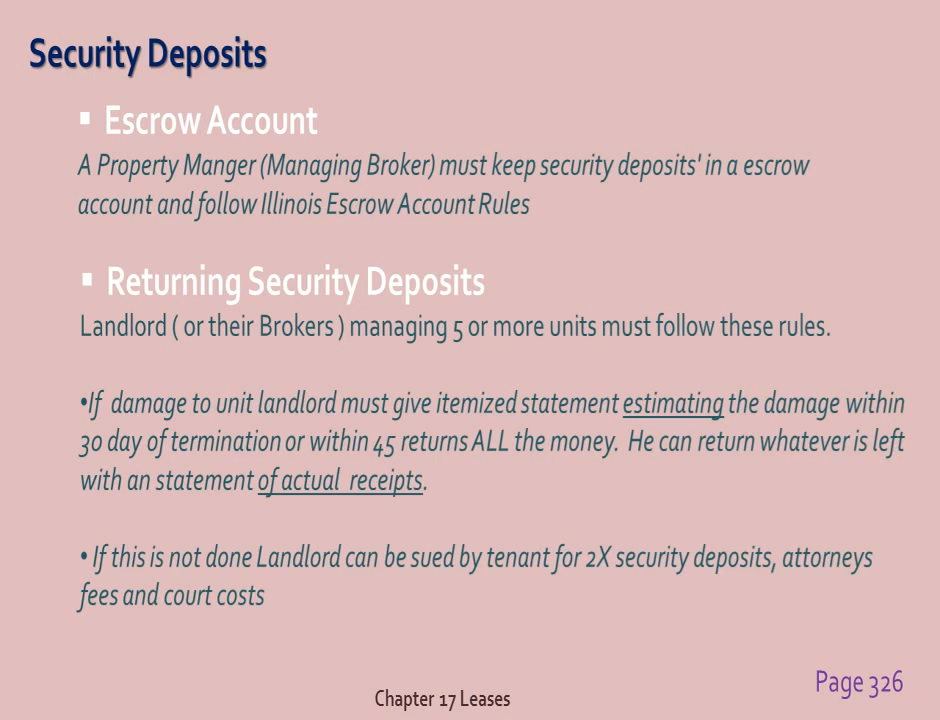 Security Deposits
▪ Escrow Account
A Property Manger (Managing Broker) must keep security deposits' in a escrow
account and follow Illinois Escrow Account Rules
▪ Returning Security Deposits
Landlord ( or their Brokers ) managing 5 or more units must follow these rules.
•If damage to unit landlord must give itemized statement estimating the damage within
30 day of termination or within 45 returns ALL the money. He can return whatever is left
with an statement of actual receipts.
• If this is not done Landlord can be sued by tenant for 2X security deposits, attorneys
fees and court costs
Page 326
Chapter 17 Leases